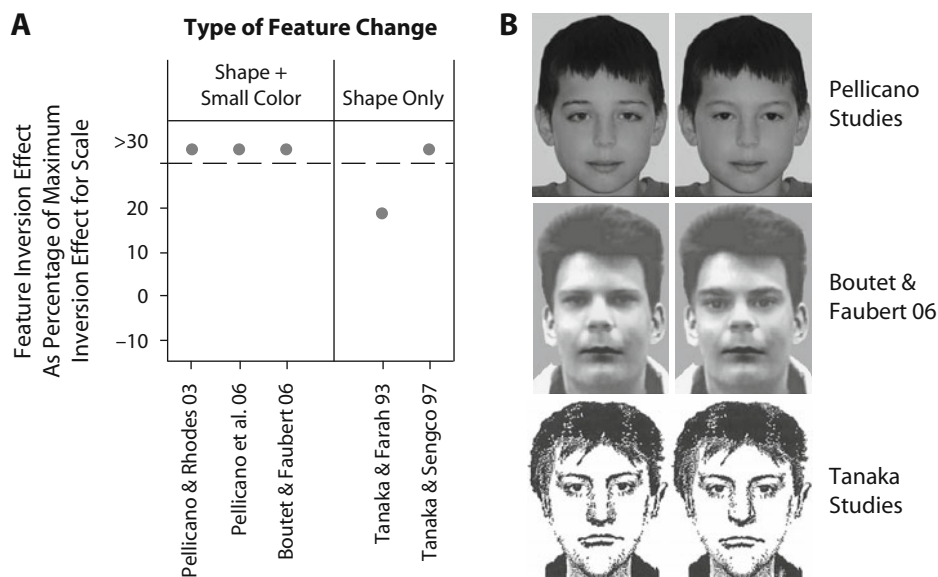 A
Type of Feature Change
Shape +
Small Color
Shape Only
Feature Inversion Effect
As Percentage of Maximum
Inversion Effect for Scale
>30
20
10
0
–10
Pellicano & Rhodes 03
Pellicano et al. 06
Boutet & Faubert 06
Tanaka & Farah 93
Tanaka & Sengco 97
B
Pellicano
Studies
Boutet &
Faubert 06
Tanaka
Studies